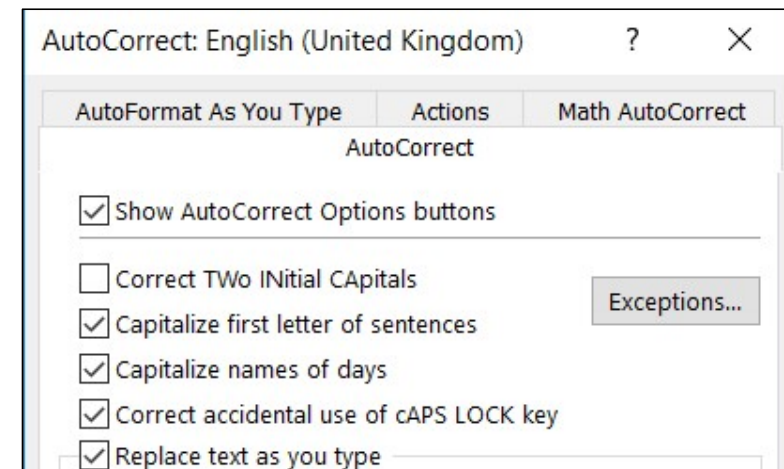 AutoCorrect: English (United Kingdom) ?
AutoFormat As You Type Actions Math AutoCorrect
AutoCorrect
Show AutoCorrect Options buttons
Correct TWo INitial CApitals
Exceptions...
Capitalize first letter of sentences
Capitalize names of days
Correct accidental use of cAPS LOCK key
Replace text as you type